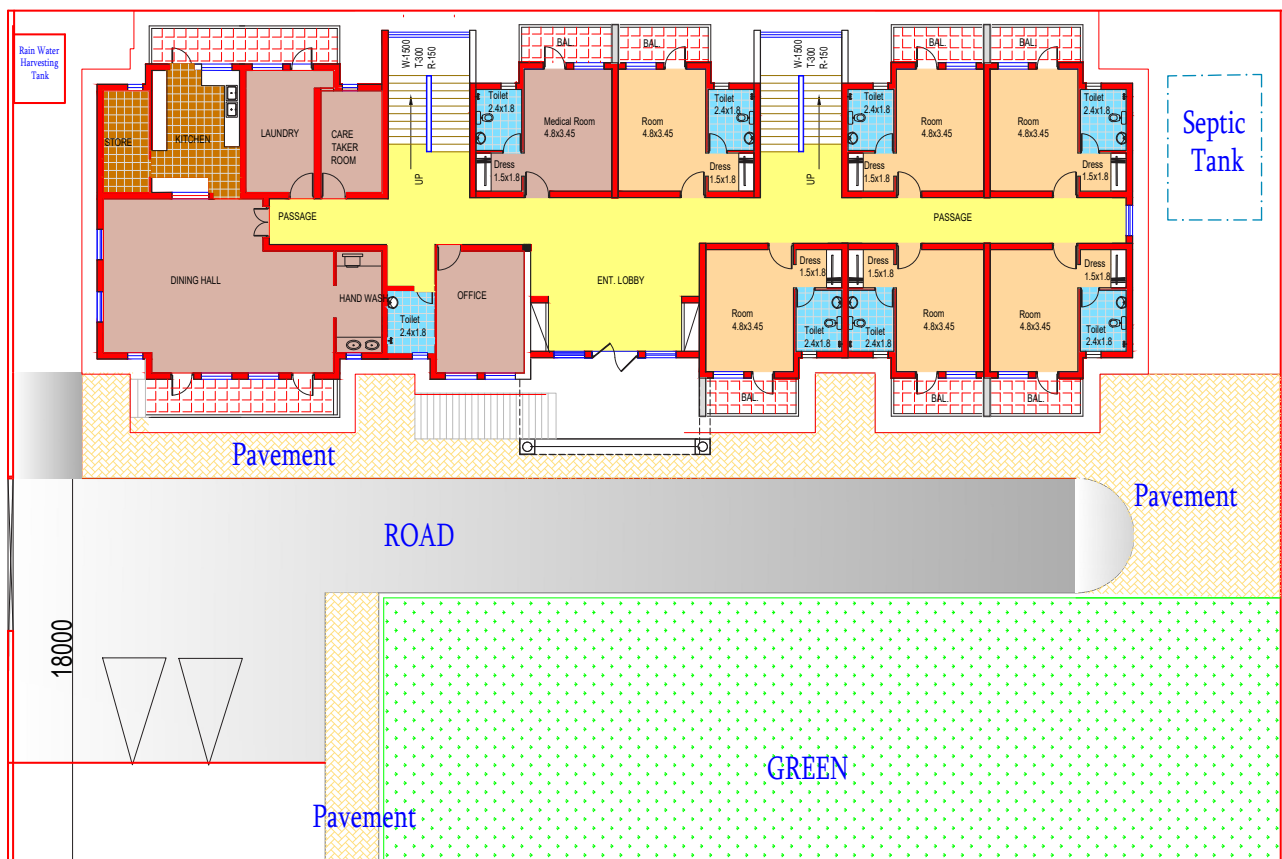 Rain Water
Harvesting
Tank
W-1500
T-300
R-150
BAL.
BAL.
W-1500
T-300
R-150
BAL.
BAL.
STORE
KITCHEN
LAUNDRY
CARE
TAKER
ROOM
UP
Toilet
2.4x1.8
Medical Room
4.8x3.45
Dress
1.5x1.8
Room
4.8x3.45
Toilet
2.4x1.8
Dress
1.5x1.8
UP
Toilet
2.4x1.8
Room
4.8x3.45
Dress
1.5x1.8
Room
4.8x3.45
Toilet
2.4x1.8
Dress
1.5x1.8
Septic
Tank
PASSAGE
PASSAGE
DINING HALL
HAND WASH
Toilet
2.4x1.8
OFFICE
ENT. LOBBY
Room
4.8x3.45
Dress
1.5x1.8
Toilet
2.4x1.8
Dress
1.5x1.8
Toilet
2.4x1.8
Room
4.8x3.45
Room
4.8x3.45
Dress
1.5x1.8
Toilet
2.4x1.8
BAL.
BAL.
BAL.
Pavement
Pavement
ROAD
18000
GREEN
Pavement